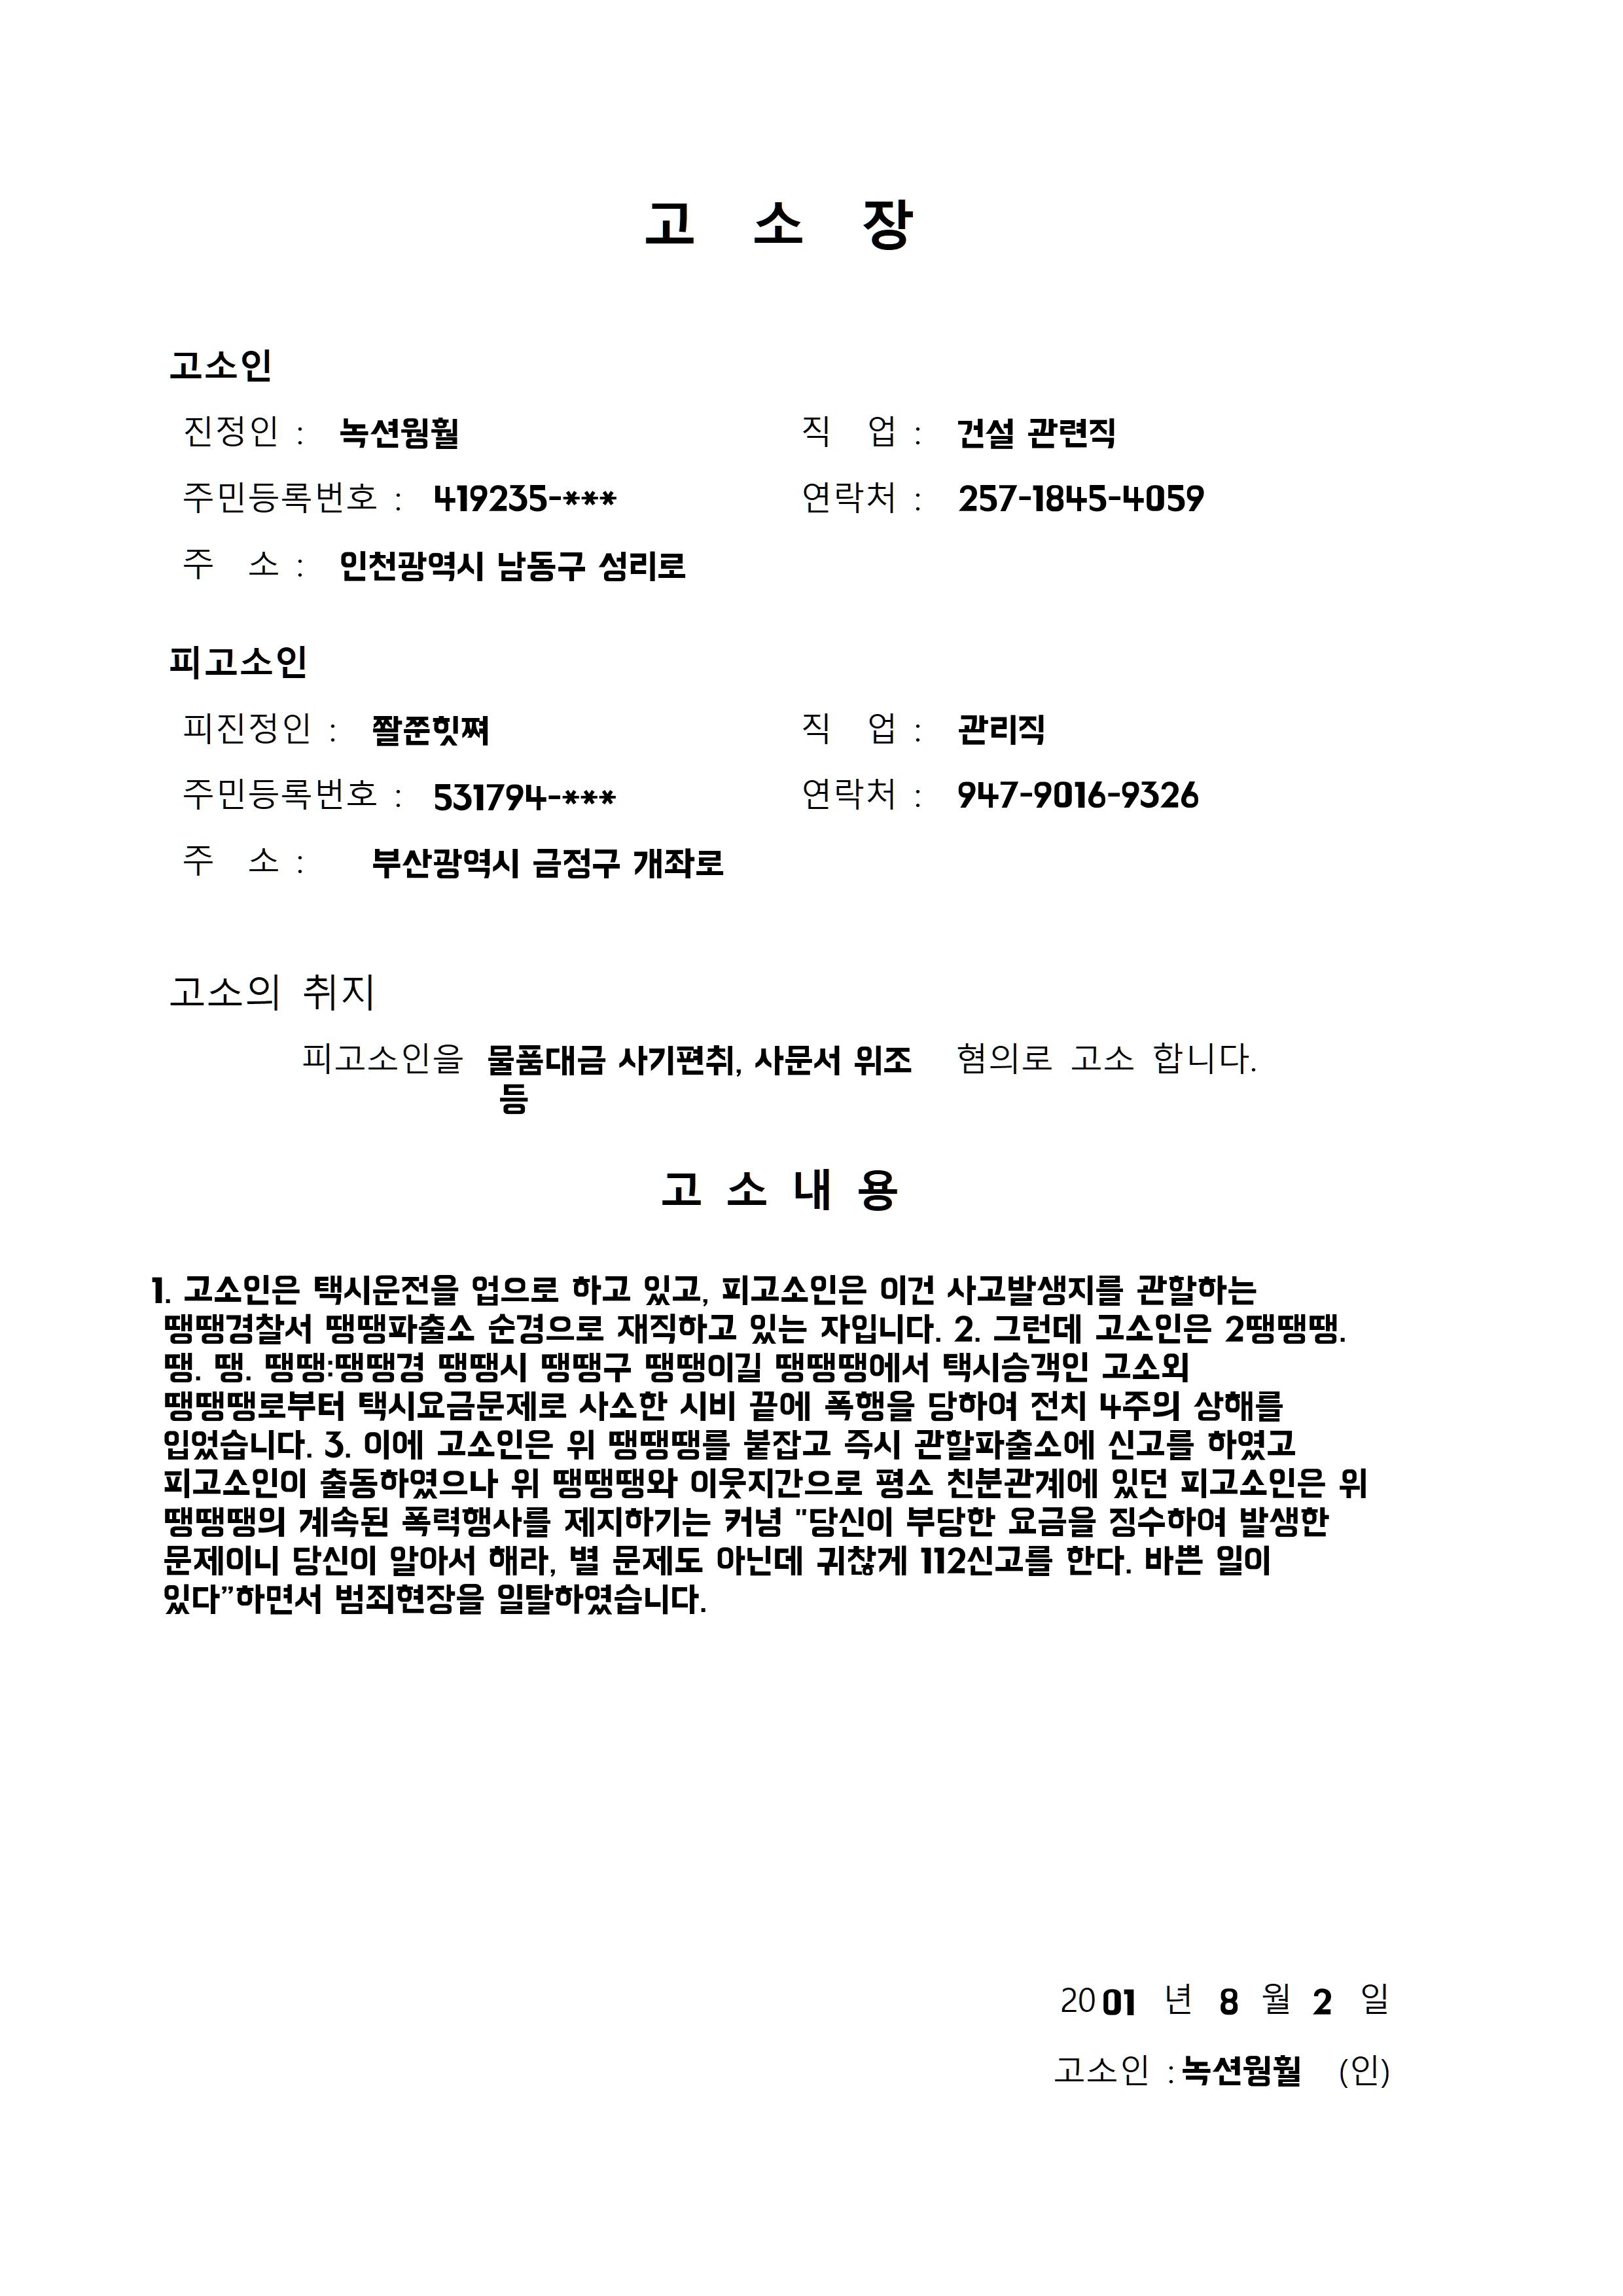 고 소 장
고소인
진정인 : 녹션웡훨 직 업 : 건설 관련직
주민등록번호 : 419235-*** 연락처 : 257-1845-4059
주 소 : 인천광역시 남동구 성리로
피고소인
피진정인 : 짤쭌힛쪄 직 업 : 관리직
주민등록번호 : 531794-*** 연락처 : 947-9016-9326
주 소 : 부산광역시 금정구 개좌로
고소의 취지
피고소인을 물품대금 사기편취, 사문서 위조 혐의로 고소 합니다.
등
고 소 내 용
1. 고소인은 택시운전을 업으로 하고 있고, 피고소인은 이건 사고발생지를 관할하는
땡땡경찰서 땡땡파출소 순경으로 재직하고 있는 자입니다. 2. 그런데 고소인은 2땡땡땡.
땡. 땡. 땡땡:땡땡경 땡땡시 땡땡구 땡땡이길 땡땡땡에서 택시승객인 고소외
땡땡땡로부터 택시요금문제로 사소한 시비 끝에 폭행을 당하여 전치 4주의 상해를
입었습니다. 3. 이에 고소인은 위 땡땡땡를 붙잡고 즉시 관할파출소에 신고를 하였고
피고소인이 출동하였으나 위 땡땡땡와 이웃지간으로 평소 친분관계에 있던 피고소인은 위
땡땡땡의 계속된 폭력행사를 제지하기는 커녕 "당신이 부당한 요금을 징수하여 발생한
문제이니 당신이 알아서 해라, 별 문제도 아닌데 귀찮게 112신고를 한다. 바쁜 일이
있다”하면서 범죄현장을 일탈하였습니다.
2001 년 8 월 2 일
고소인 : 녹션웡훨 (인)